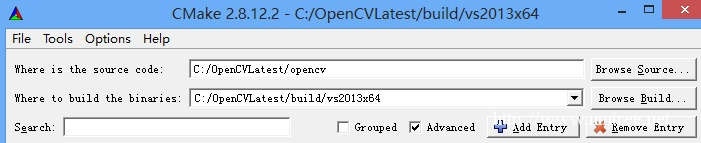 CMake 2.8.12.2 - C:/OpenCVLatest/build/vs2013x64
File Tools Options Help
Where is the source code: C:/OpenCVLatest/opencv Browse Source...
Where to build the binaries: C:/OpenCVLatest/build/vs2013x64 Browse Build...
Search: Grouped Advanced Add Entry Remove Entry